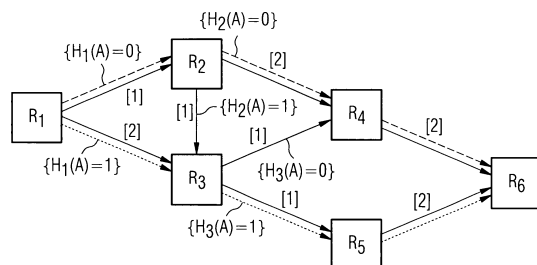 {H₂(A)=0}
{H₁(A)=0}
[2]
R₂
[1]
[1]
{H₂(A)=1}
R₁
R₄
[2]
[2]
[1]
{H₁(A)=1}
R₃
{H₃(A)=0}
R₆
[1]
[2]
{H₃(A)=1}
R₅